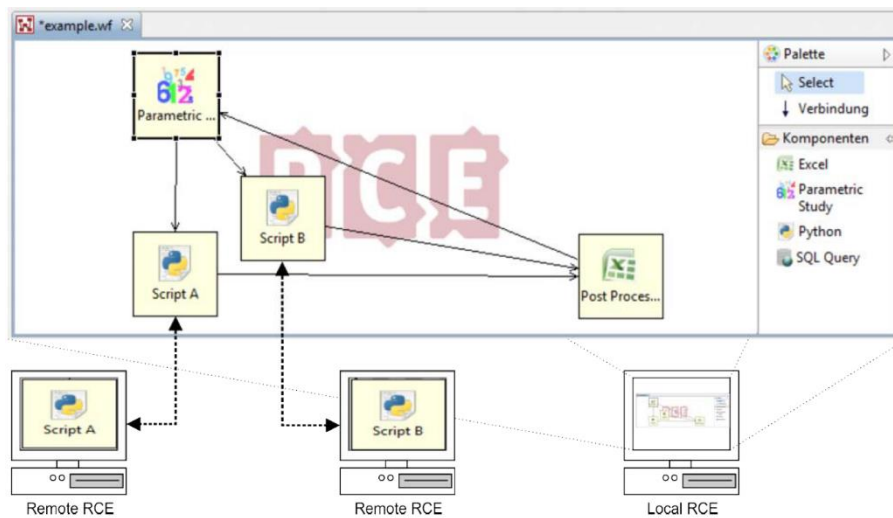 *example.wf
Palette
Select
Verbindung
Komponenten
Excel
Parametric
Study
Python
SQL Query
Parametric ...
RCE
Script B
Script A
Post Proces...
Script A
Script B
Remote RCE
Remote RCE
Local RCE